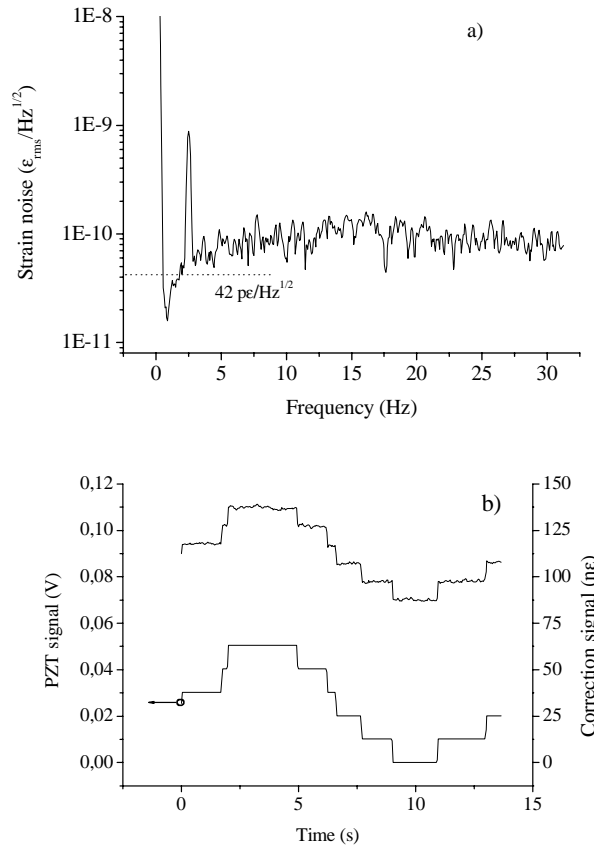 a)
1E-8
1E-9
1E-10
1E-11
Strain noise (ε_rms/Hz^1/2)
42 pε/Hz^1/2
0 5 10 15 20 25 30
Frequency (Hz)
b)
0,12
0,10
0,08
0,06
0,04
0,02
0,00
PZT signal (V)
150
125
100
75
50
25
0
Correction signal (nε)
0 5 10 15
Time (s)